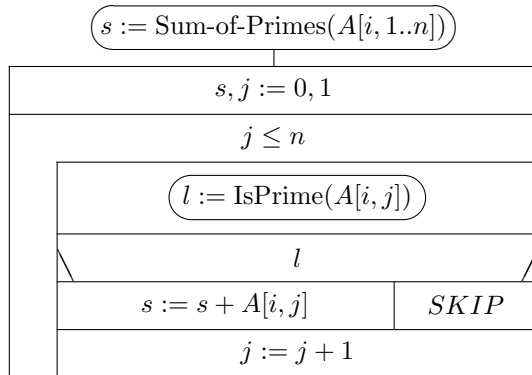 s := Sum-of-Primes(A[i, 1..n])
s, j := 0, 1
j ≤ n
l := IsPrime(A[i, j])
l
s := s + A[i, j] SKIP
j := j + 1